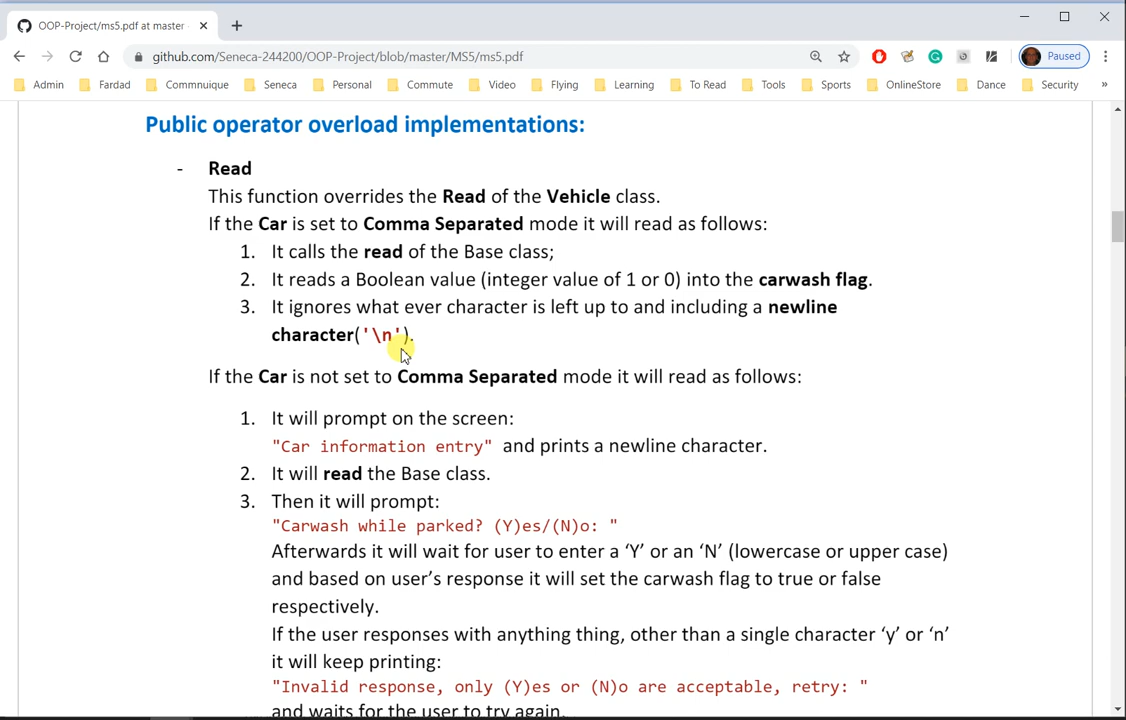 OOP-Project/ms5.pdf at master
github.com/Seneca-244200/OOP-Project/blob/master/MS5/ms5.pdf
Paused
Admin Fardad Commnuique Seneca Personal Commute Video Flying Learning To Read Tools Sports OnlineStore Dance Security »
Public operator overload implementations:
- Read
This function overrides the Read of the Vehicle class.
If the Car is set to Comma Separated mode it will read as follows:
1. It calls the read of the Base class;
2. It reads a Boolean value (integer value of 1 or 0) into the carwash flag.
3. It ignores what ever character is left up to and including a newline
character('\n').
If the Car is not set to Comma Separated mode it will read as follows:
1. It will prompt on the screen:
"Car information entry" and prints a newline character.
2. It will read the Base class.
3. Then it will prompt:
"Carwash while parked? (Y)es/(N)o: "
Afterwards it will wait for user to enter a ‘Y’ or an ‘N’ (lowercase or upper case)
and based on user’s response it will set the carwash flag to true or false
respectively.
If the user responses with anything thing, other than a single character ‘y’ or ‘n’
it will keep printing:
"Invalid response, only (Y)es or (N)o are acceptable, retry: "
and waits for the user to try again.